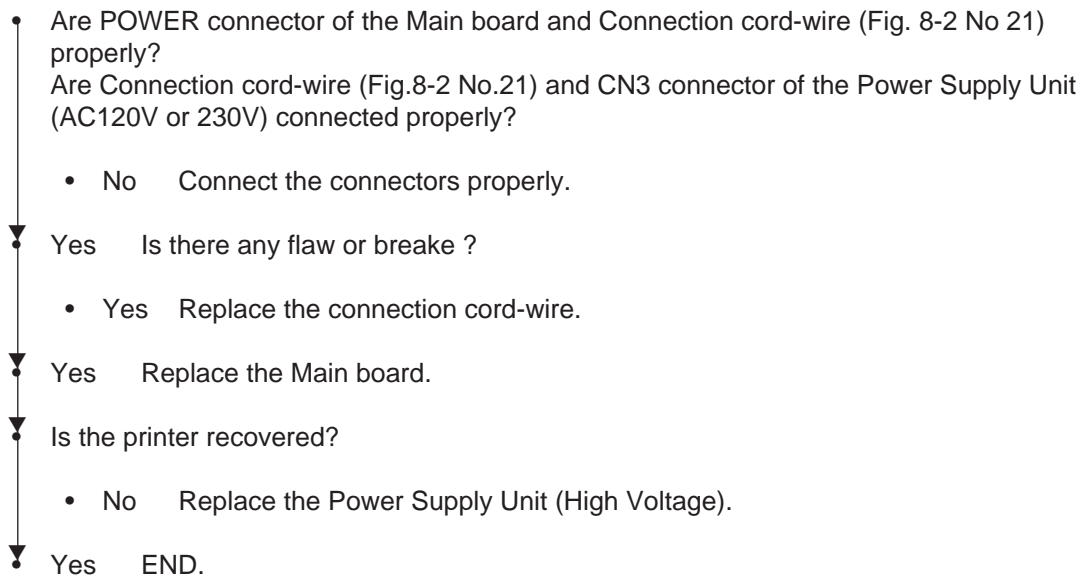 Are POWER connector of the Main board and Connection cord-wire (Fig. 8-2 No 21)
properly?
Are Connection cord-wire (Fig.8-2 No.21) and CN3 connector of the Power Supply Unit
(AC120V or 230V) connected properly?
• No Connect the connectors properly.
Yes Is there any flaw or breake ?
• Yes Replace the connection cord-wire.
Yes Replace the Main board.
Is the printer recovered?
• No Replace the Power Supply Unit (High Voltage).
Yes END.